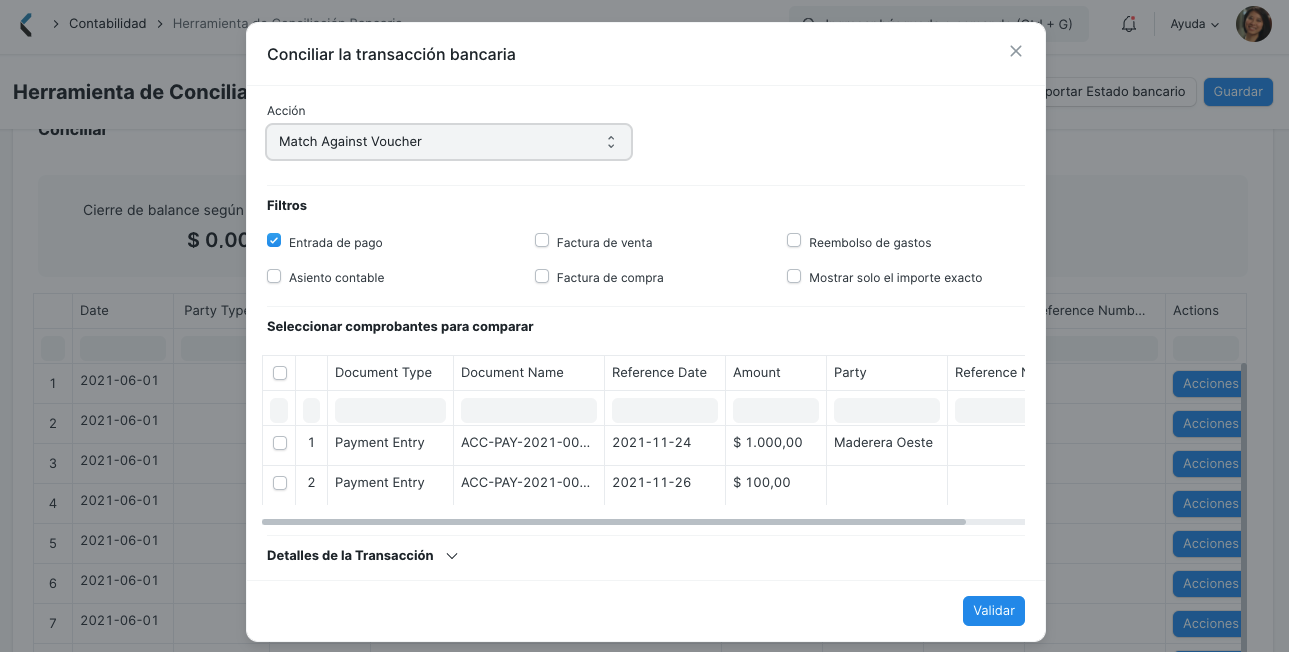 Contabilidad
Herramienta de Conciliación Bancaria
+ G)
Ayuda
Conciliar la transacción bancaria
Herramienta de Concilia
portar Estado bancario
Guardar
Conciliar
Acción
Match Against Voucher
Cierre de balance según
$ 0,00
Filtros
Entrada de pago
Factura de venta
Reembolso de gastos
Asiento contable
Factura de compra
Mostrar solo el importe exacto
Seleccionar comprobantes para comparar
Date
Party Type
eference Numb...
Actions
Document Type
Document Name
Reference Date
Amount
Party
Reference N
1
Payment Entry
ACC-PAY-2021-00...
2021-11-24
$ 1.000,00
Maderera Oeste
2
Payment Entry
ACC-PAY-2021-00...
2021-11-26
$ 100,00
1 2021-06-01 Acciones
2 2021-06-01 Acciones
3 2021-06-01 Acciones
4 2021-06-01 Acciones
5 2021-06-01 Acciones
6 2021-06-01 Acciones
7 2021-06-01 Acciones
Detalles de la Transacción
Validar